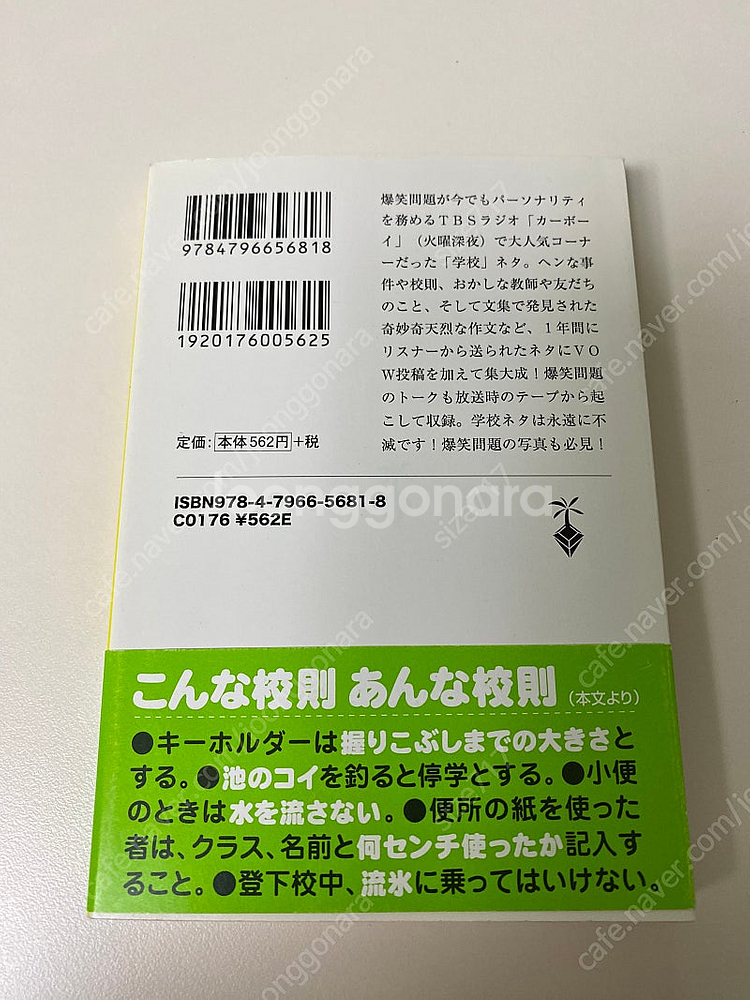 9784796656818
1920176005625
定価:本体562円+税
爆笑問題が今でもパーソナリティ
を務めるTBSラジオ「カーボー
イ」（火曜深夜）で大人気コーナ
ーだった「学校」ネタ。ヘンな事
件や校則、おかしな教師や友だち
のこと、そして文集で発見された
奇妙奇天烈な作文など、1年間に
リスナーから送られたネタにVO
W投稿を加えて集大成！爆笑問題
のトークも放送時のテープから起
こして収録。学校ネタは永遠に不
滅です！爆笑問題の写真も必見！
ISBN978-4-7966-5681-8
C0176 ¥562E
こんな校則 あんな校則（本文より）
●キーホルダーは握りこぶしまでの大きさと
する。●池のコイを釣ると停学とする。●小便
のときは水を流さない。●便所の紙を使った
者は、クラス、名前と何センチ使ったか記入す
ること。●登下校中、流氷に乗ってはいけない。
joonggonara
cafe.naver.com/joonggonara